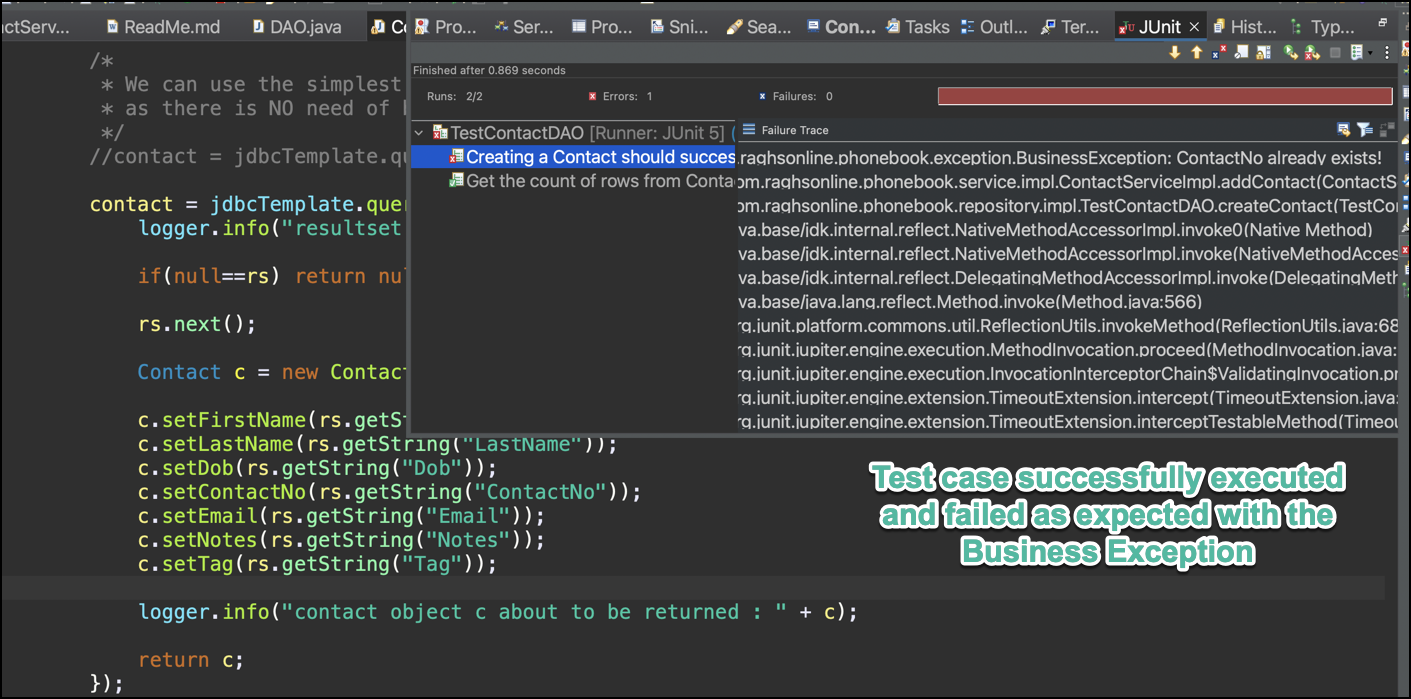 ctServ...
ReadMe.md
DAO.java
Pro...
Ser...
Pro...
Sni...
Sea...
Con...
Tasks
Outl...
Ter...
JUnit
Hist...
Typ...
/*
* We can use the simplest
* as there is NO need of
*/
//contact = jdbcTemplate.qu
contact = jdbcTemplate.quer
logger.info("resultset
if(null==rs) return nul
rs.next();
Contact c = new Contact
c.setFirstName(rs.getSt
c.setLastName(rs.getString("LastName"));
c.setDob(rs.getString("Dob"));
c.setContactNo(rs.getString("ContactNo"));
c.setEmail(rs.getString("Email"));
c.setNotes(rs.getString("Notes"));
c.setTag(rs.getString("Tag"));
logger.info("contact object c about to be returned : " + c);
return c;
});
Finished after 0.869 seconds
Runs: 2/2
Errors: 1
Failures: 0
TestContactDAO [Runner: JUnit 5] (
Creating a Contact should succes
Get the count of rows from Conta
Failure Trace
.raghsonline.phonebook.exception.BusinessException: ContactNo already exists!
om.raghsonline.phonebook.service.impl.ContactServiceImpl.addContact(ContactS
om.raghsonline.phonebook.repository.impl.TestContactDAO.createContact(TestCon
va.base/jdk.internal.reflect.NativeMethodAccessorImpl.invoke0(Native Method)
va.base/jdk.internal.reflect.NativeMethodAccessorImpl.invoke(NativeMethodAcces
va.base/jdk.internal.reflect.DelegatingMethodAccessorImpl.invoke(DelegatingMeth
va.base/java.lang.reflect.Method.invoke(Method.java:566)
rg.junit.platform.commons.util.ReflectionUtils.invokeMethod(ReflectionUtils.java:68
rg.junit.jupiter.engine.execution.MethodInvocation.proceed(MethodInvocation.java:
rg.junit.jupiter.engine.execution.InvocationInterceptorChain$ValidatingInvocation.pr
rg.junit.jupiter.engine.extension.TimeoutExtension.intercept(TimeoutExtension.java:
rg.junit.jupiter.engine.extension.TimeoutExtension.interceptTestableMethod(Timeou
Test case successfully executed
and failed as expected with the
Business Exception